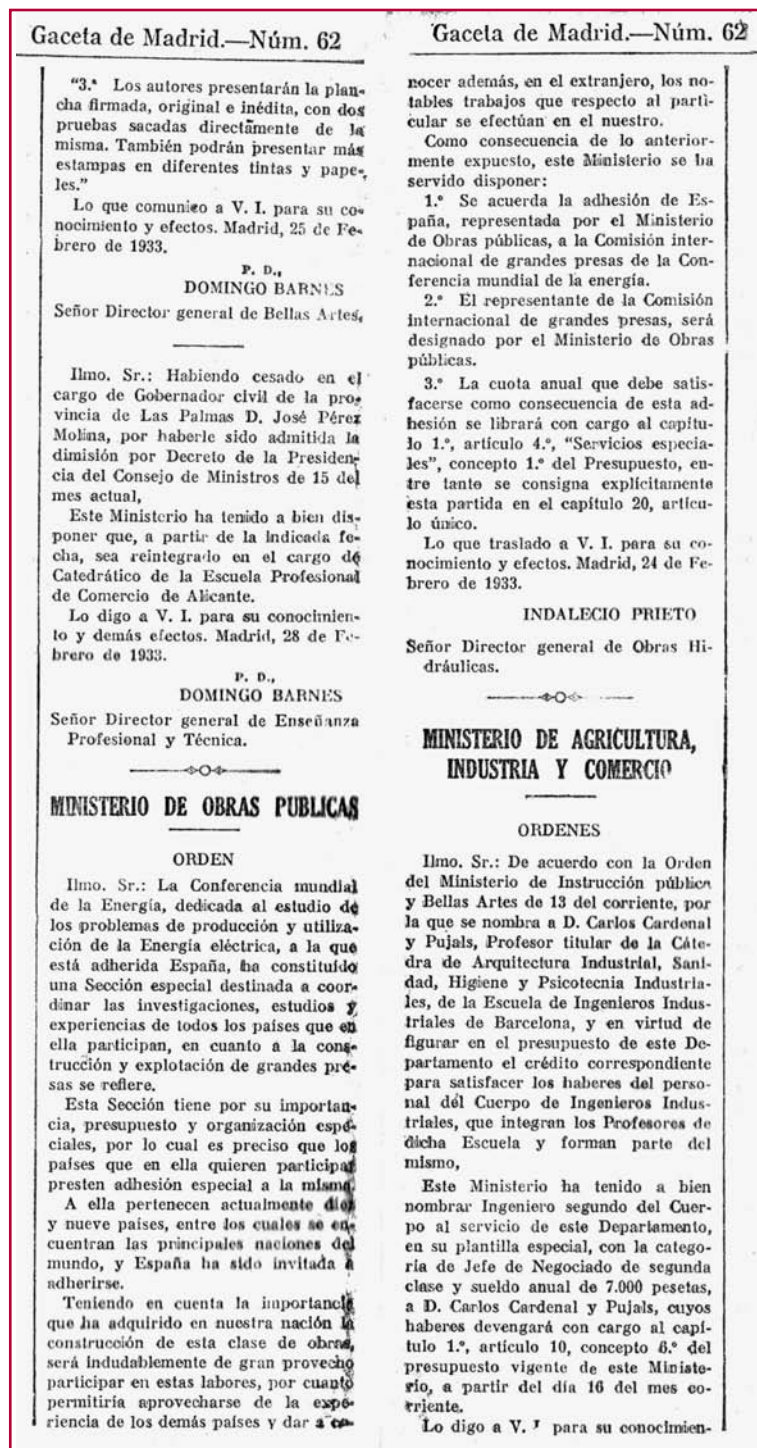 Gaceta de Madrid.—Núm. 62
“3.ª Los autores presentarán la plan-
cha firmada, original e inédita, con dos
pruebas sacadas directamente de la
misma. También podrán presentar más
estampas en diferentes tintas y pape-
les.”
Lo que comunico a V. I. para su co-
nocimiento y efectos. Madrid, 25 de Fe-
brero de 1933.
P. D.,
DOMINGO BARNES
Señor Director general de Bellas Artes.
Ilmo. Sr.: Habiendo cesado en el
cargo de Gobernador civil de la pro-
vincia de Las Palmas D. José Pérez
Molina, por haberle sido admitida la
dimisión por Decreto de la Presiden-
cia del Consejo de Ministros de 15 del
mes actual,
Este Ministerio ha tenido a bien dis-
poner que, a partir de la indicada fe-
cha, sea reintegrado en el cargo de
Catedrático de la Escuela Profesional
de Comercio de Alicante.
Lo digo a V. I. para su conocimien-
to y demás efectos. Madrid, 28 de Fe-
brero de 1933.
P. D.,
DOMINGO BARNES
Señor Director general de Enseñanza
Profesional y Técnica.
MINISTERIO DE OBRAS PUBLICAS
ORDEN
Ilmo. Sr.: La Conferencia mundial
de la Energía, dedicada al estudio de
los problemas de producción y utiliza-
ción de la Energía eléctrica, a la que
está adherida España, ha constituído
una Sección especial destinada a coor-
dinar las investigaciones, estudios y
experiencias de todos los países que en
ella participan, en cuanto a la cons-
trucción y explotación de grandes pre-
sas se refiere.
Esta Sección tiene por su importan-
cia, presupuesto y organización espe-
ciales, por lo cual es preciso que los
países que en ella quieren participar
presten adhesión especial a la misma.
A ella pertenecen actualmente diez
y nueve países, entre los cuales se en-
cuentran las principales naciones del
mundo, y España ha sido invitada a
adherirse.
Teniendo en cuenta la importancia
que ha adquirido en nuestra nación la
construcción de esta clase de obras,
será indudablemente de gran provecho
participar en estas labores, por cuanto
permitiría aprovecharse de la expe-
riencia de los demás países y dar a co-
Gaceta de Madrid.—Núm. 62
nocer además, en el extranjero, los no-
tables trabajos que respecto al parti-
cular se efectúan en el nuestro.
Como consecuencia de lo anterior-
mente expuesto, este Ministerio se ha
servido disponer:
1.º Se acuerda la adhesión de Es-
paña, representada por el Ministerio
de Obras públicas, a la Comisión inter-
nacional de grandes presas de la Con-
ferencia mundial de la energía.
2.º El representante de la Comisión
internacional de grandes presas, será
designado por el Ministerio de Obras
públicas.
3.º La cuota anual que debe satis-
facerse como consecuencia de esta ad-
hesión se librará con cargo al capítu-
lo 1.º, artículo 4.º, “Servicios especia-
les”, concepto 1.º del Presupuesto, en-
tre tanto se consigna explícitamente
esta partida en el capítulo 20, artícu-
lo único.
Lo que traslado a V. I. para su co-
nocimiento y efectos. Madrid, 24 de Fe-
brero de 1933.
INDALECIO PRIETO
Señor Director general de Obras Hi-
dráulicas.
MINISTERIO DE AGRICULTURA,
INDUSTRIA Y COMERCIO
ORDENES
Ilmo. Sr.: De acuerdo con la Orden
del Ministerio de Instrucción pública
y Bellas Artes de 13 del corriente, por
la que se nombra a D. Carlos Cardenal
y Pujals, Profesor titular de la Cáte-
dra de Arquitectura Industrial, Sani-
dad, Higiene y Psicotecnia Industria-
les, de la Escuela de Ingenieros Indus-
triales de Barcelona, y en virtud de
figurar en el presupuesto de este De-
partamento el crédito correspondiente
para satisfacer los haberes del perso-
nal del Cuerpo de Ingenieros Indus-
triales, que integran los Profesores de
dicha Escuela y forman parte del
mismo,
Este Ministerio ha tenido a bien
nombrar Ingeniero segundo del Cuer-
po al servicio de este Departamento,
en su plantilla especial, con la catego-
ría de Jefe de Negociado de segunda
clase y sueldo anual de 7.000 pesetas,
a D. Carlos Cardenal y Pujals, cuyos
haberes devengará con cargo al capí-
tulo 1.º, artículo 10, concepto 6.º del
presupuesto vigente de este Ministe-
rio, a partir del día 16 del mes co-
rriente.
Lo digo a V. I para su conocimien-